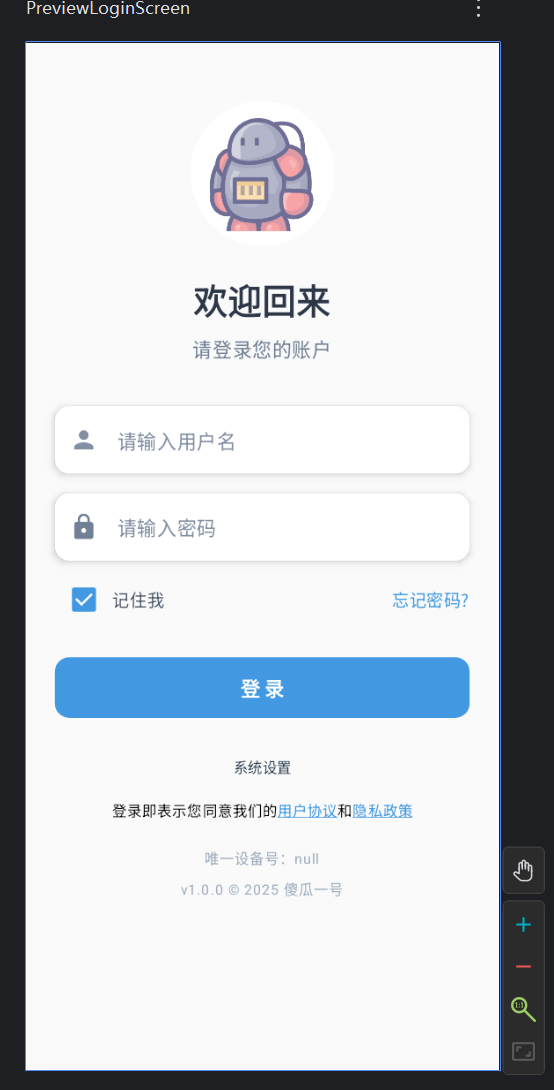 PreviewLoginScreen
欢迎回来
请登录您的账户
请输入用户名
请输入密码
记住我
忘记密码?
登 录
系统设置
登录即表示您同意我们的用户协议和隐私政策
唯一设备号：null
v1.0.0 © 2025 傻瓜一号
1:1